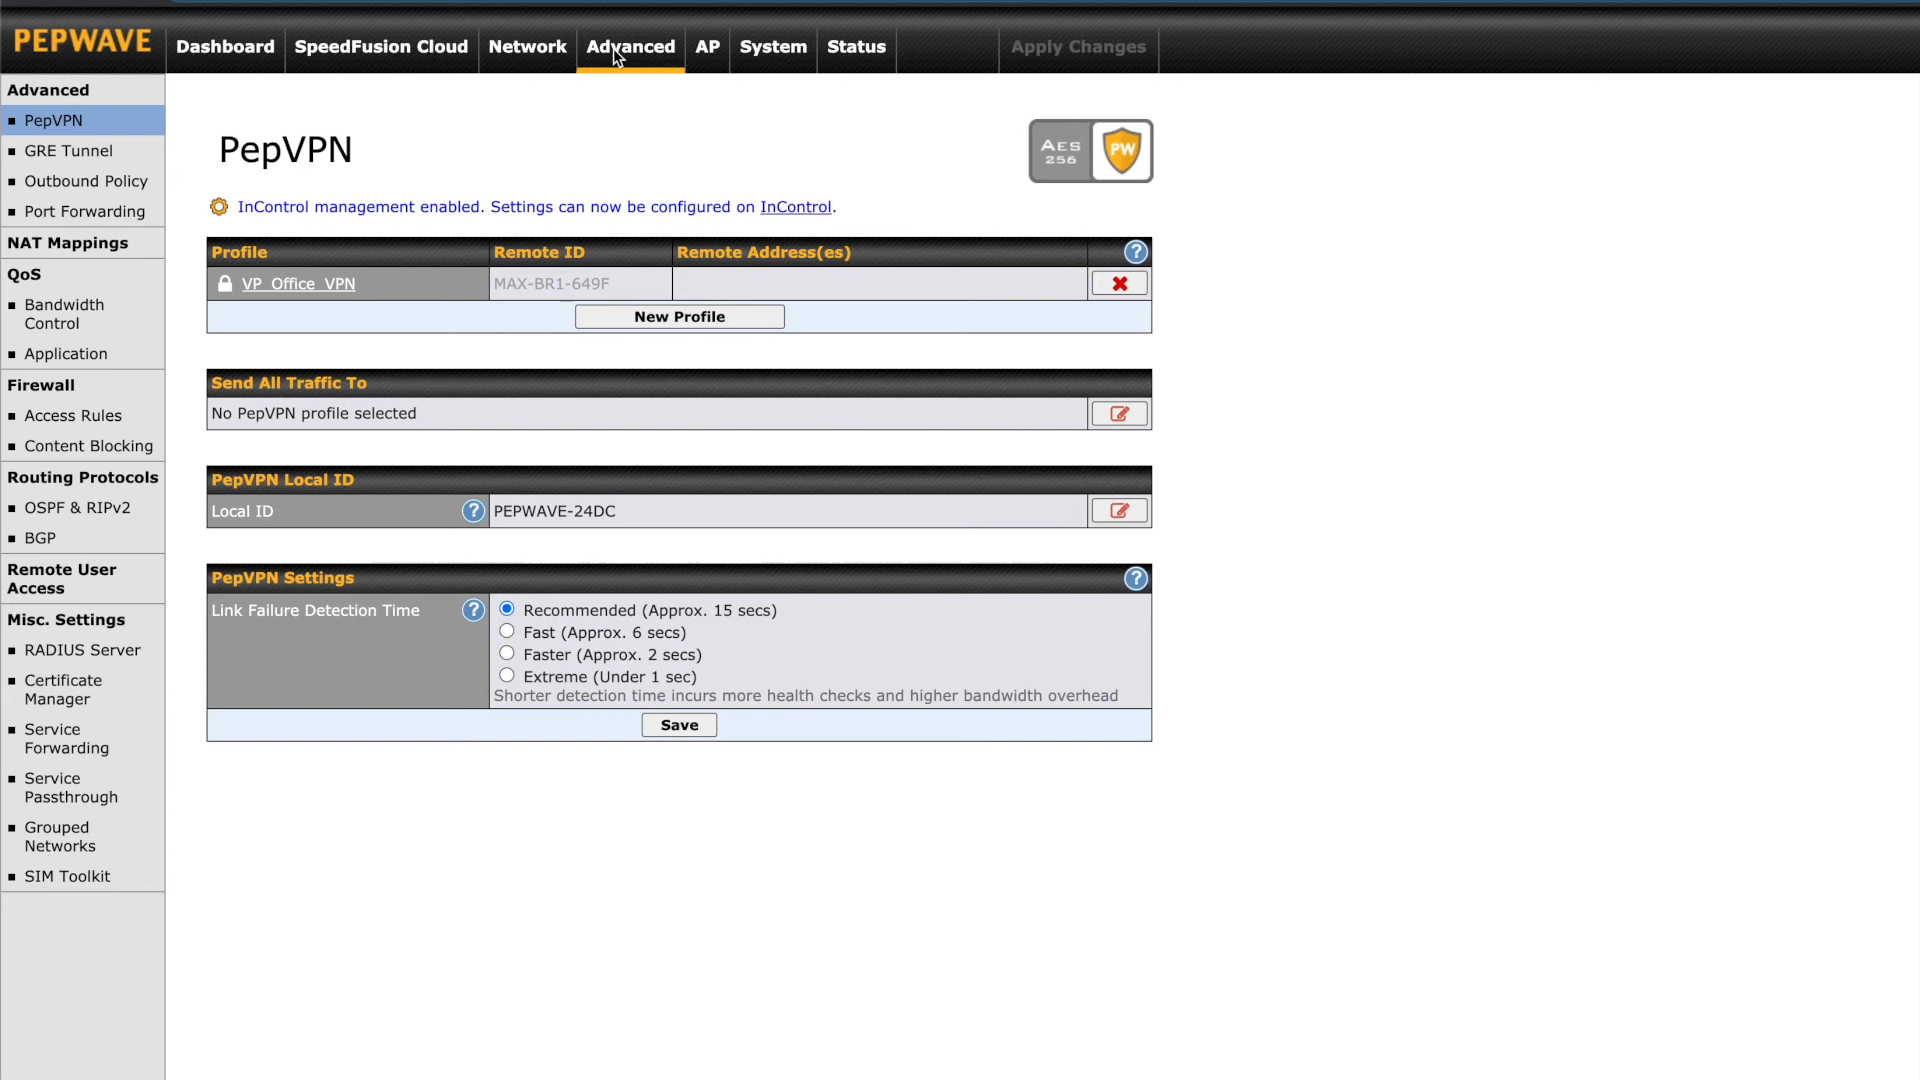 PEPWAVE
Dashboard
SpeedFusion Cloud
Network
Advanced
AP
System
Status
Apply Changes
Advanced
PepVPN
GRE Tunnel
Outbound Policy
Port Forwarding
NAT Mappings
QoS
Bandwidth
Control
Application
Firewall
Access Rules
Content Blocking
Routing Protocols
OSPF & RIPv2
BGP
Remote User
Access
Misc. Settings
RADIUS Server
Certificate
Manager
Service
Forwarding
Service
Passthrough
Grouped
Networks
SIM Toolkit
PepVPN
AES
256
PW
InControl management enabled. Settings can now be configured on InControl.
Profile Remote ID Remote Address(es) ?
VP_Office_VPN MAX-BR1-649F
New Profile
Send All Traffic To
No PepVPN profile selected
PepVPN Local ID
Local ID ? PEPWAVE-24DC
PepVPN Settings ?
Link Failure Detection Time ? Recommended (Approx. 15 secs)
Fast (Approx. 6 secs)
Faster (Approx. 2 secs)
Extreme (Under 1 sec)
Shorter detection time incurs more health checks and higher bandwidth overhead
Save